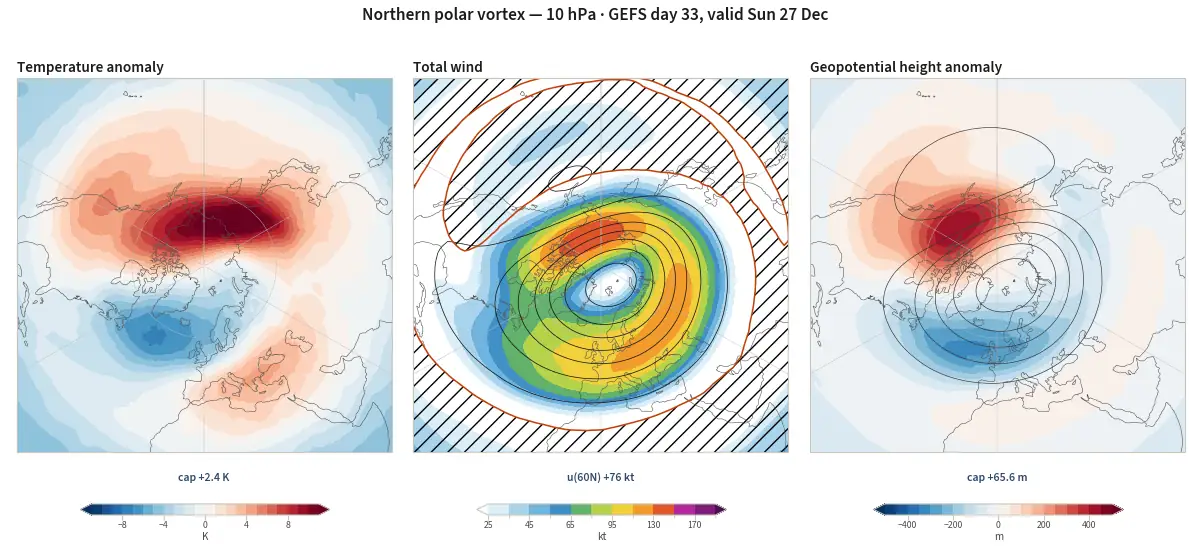 Northern polar vortex — 10 hPa · GEFS day 33, valid Sun 27 Dec
Temperature anomaly
Total wind
Geopotential height anomaly
cap +2.4 K
u(60N) +76 kt
cap +65.6 m
−8 −4 0 4 8
K
25 45 65 95 130 170
kt
−400 −200 0 200 400
m